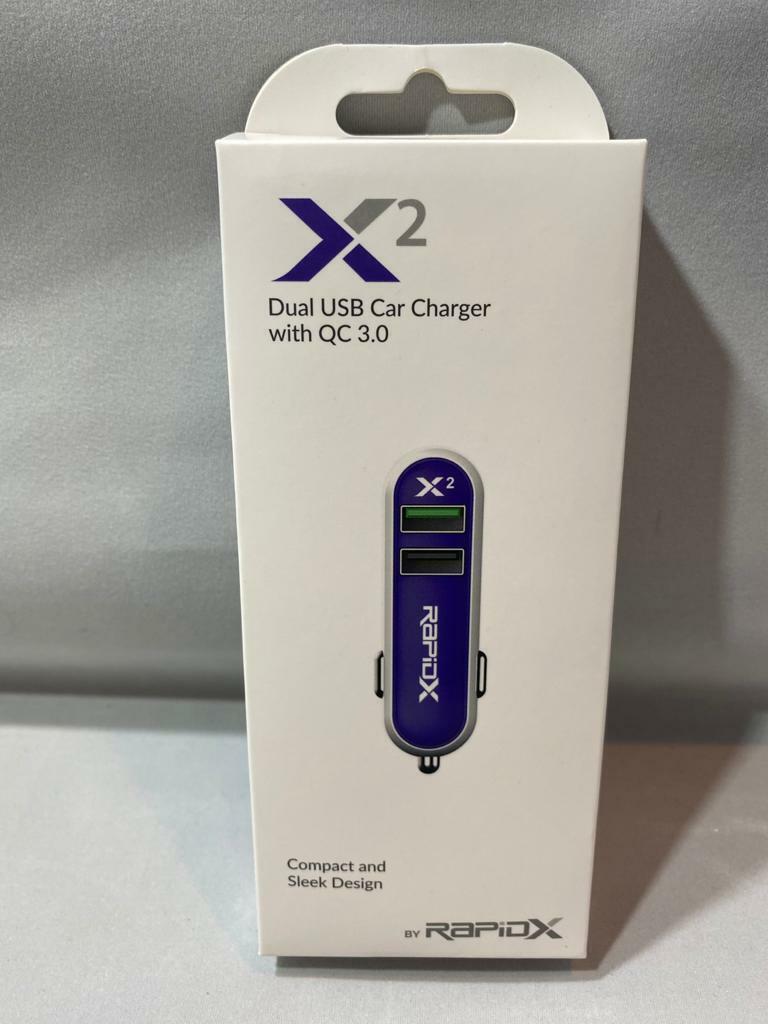 X²
Dual USB Car Charger
with QC 3.0
X²
RapidX
Compact and
Sleek Design
BY RapidX